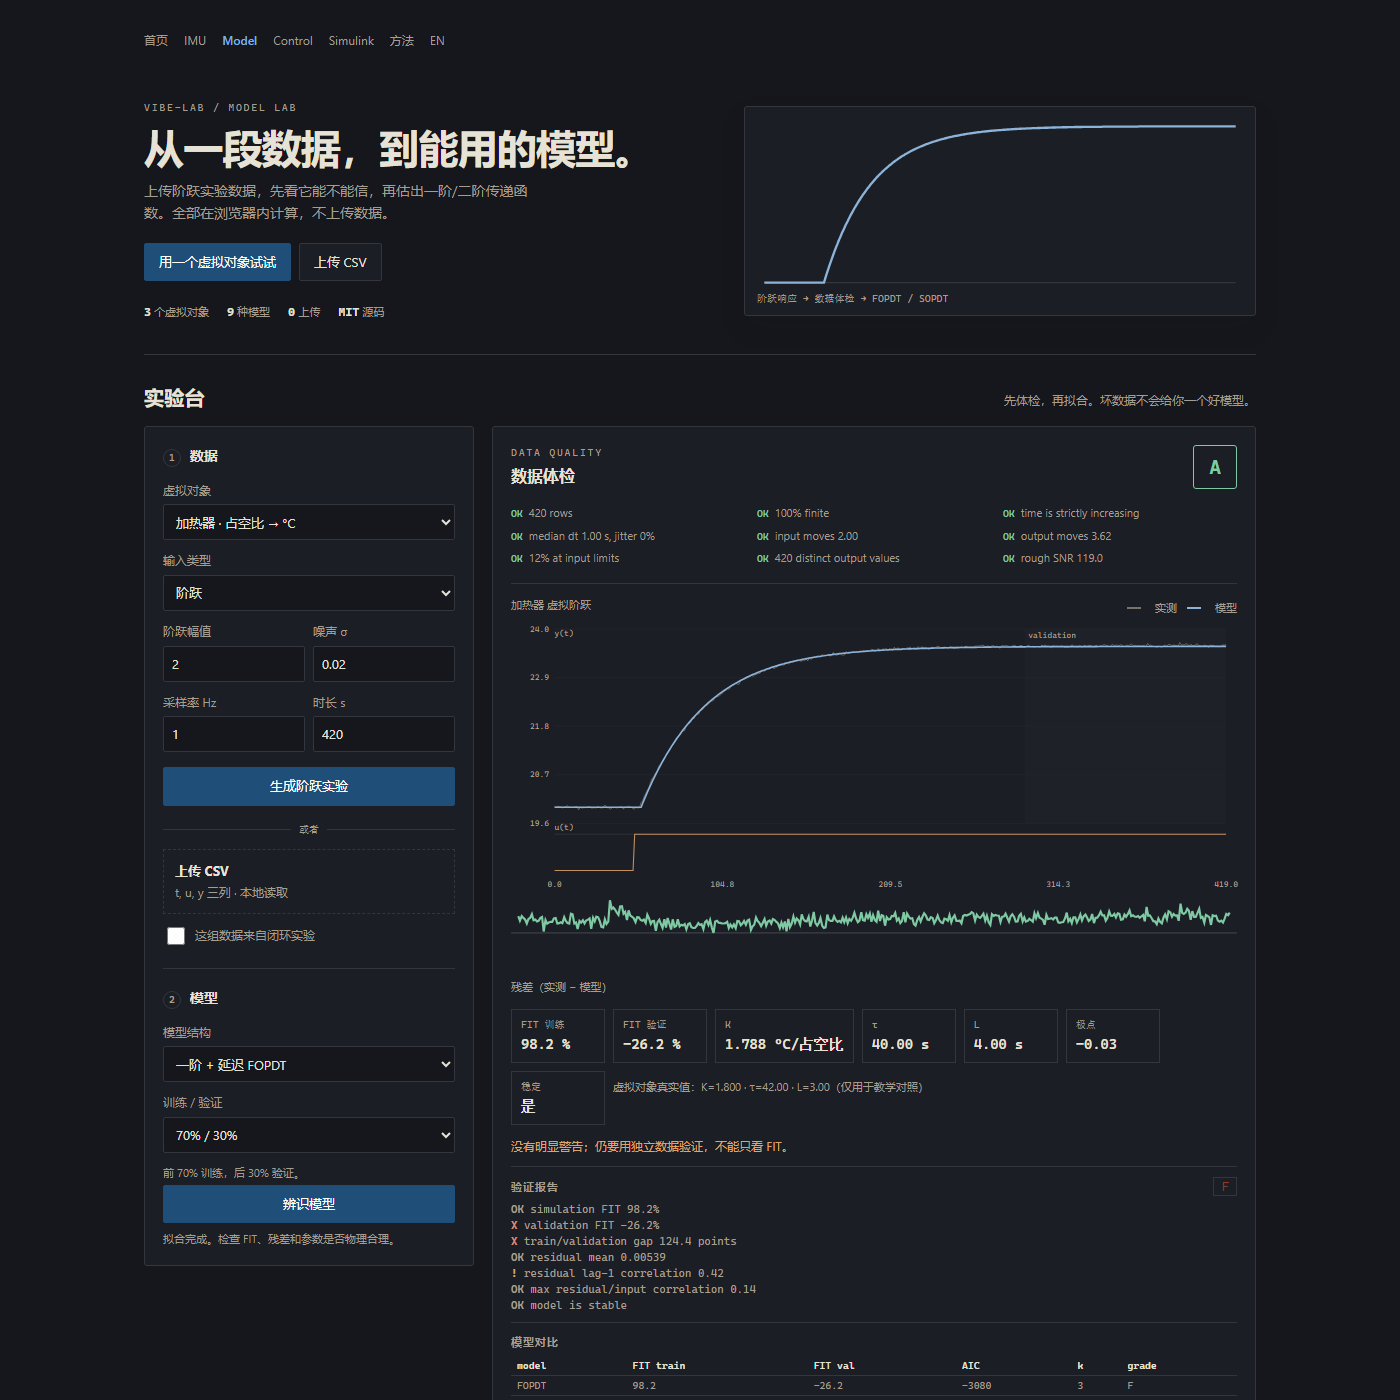 首页 IMU Model Control Simulink 方法 EN
VIBE-LAB / MODEL LAB
从一段数据，到能用的模型。
上传阶跃实验数据，先看它能不能信，再估出一阶/二阶传递函
数。全部在浏览器内计算，不上传数据。
用一个虚拟对象试试 上传 CSV
3 个虚拟对象 9 种模型 0 上传 MIT 源码
阶跃响应 → 数据体检 → FOPDT / SOPDT
实验台
先体检，再拟合。坏数据不会给你一个好模型。
1 数据
虚拟对象
加热器 · 占空比 → °C
输入类型
阶跃
阶跃幅值 噪声 σ
2 0.02
采样率 Hz 时长 s
1 420
生成阶跃实验
或者
上传 CSV
t, u, y 三列 · 本地读取
这组数据来自闭环实验
2 模型
模型结构
一阶 + 延迟 FOPDT
训练 / 验证
70% / 30%
前 70% 训练，后 30% 验证。
辨识模型
拟合完成。检查 FIT、残差和参数是否物理合理。
DATA QUALITY
数据体检
A
OK 420 rows OK 100% finite OK time is strictly increasing
OK median dt 1.00 s, jitter 0% OK input moves 2.00 OK output moves 3.62
OK 12% at input limits OK 420 distinct output values OK rough SNR 119.0
加热器 虚拟阶跃
实测 模型
24.0 y(t) validation
22.9
21.8
20.7
19.6 u(t)
0.0 104.8 209.5 314.3 419.0
残差（实测 − 模型）
FIT 训练 FIT 验证 K τ L 极点
98.2 % −26.2 % 1.788 °C/占空比 40.00 s 4.00 s −0.03
稳定
是
虚拟对象真实值：K=1.800 · τ=42.00 · L=3.00（仅用于教学对照）
没有明显警告；仍要用独立数据验证，不能只看 FIT。
验证报告 F
OK simulation FIT 98.2%
X validation FIT −26.2%
X train/validation gap 124.4 points
OK residual mean 0.00539
! residual lag-1 correlation 0.42
OK max residual/input correlation 0.14
OK model is stable
模型对比
model FIT train FIT val AIC k grade
FOPDT 98.2 −26.2 −3080 3 F